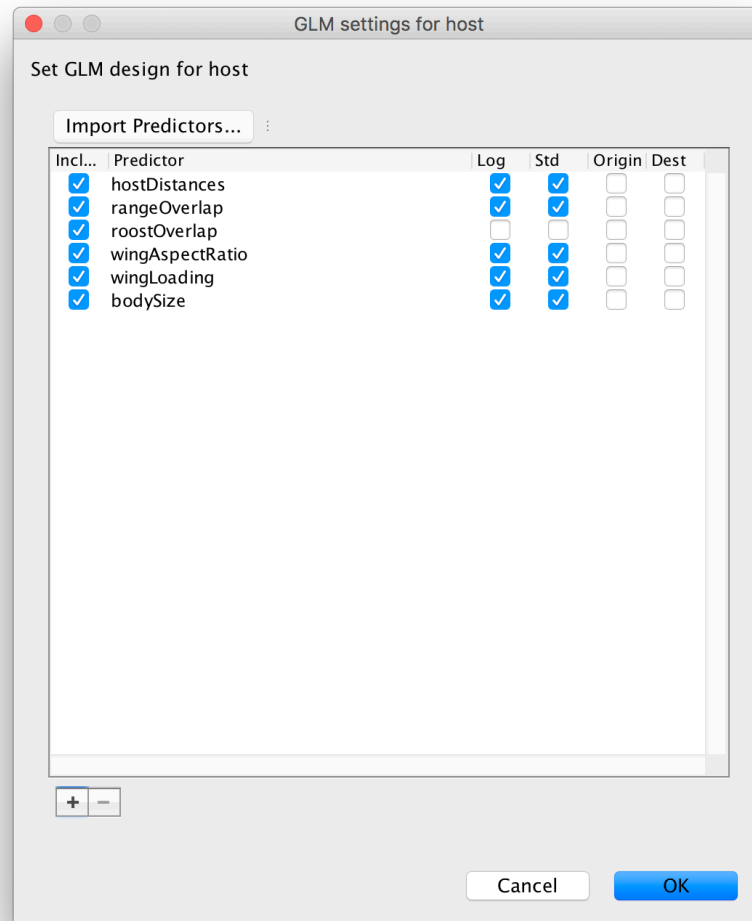 GLM settings for host
Set GLM design for host
Import Predictors...
Incl... Predictor Log Std Origin Dest
hostDistances
rangeOverlap
roostOverlap
wingAspectRatio
wingLoading
bodySize
+ −
Cancel OK